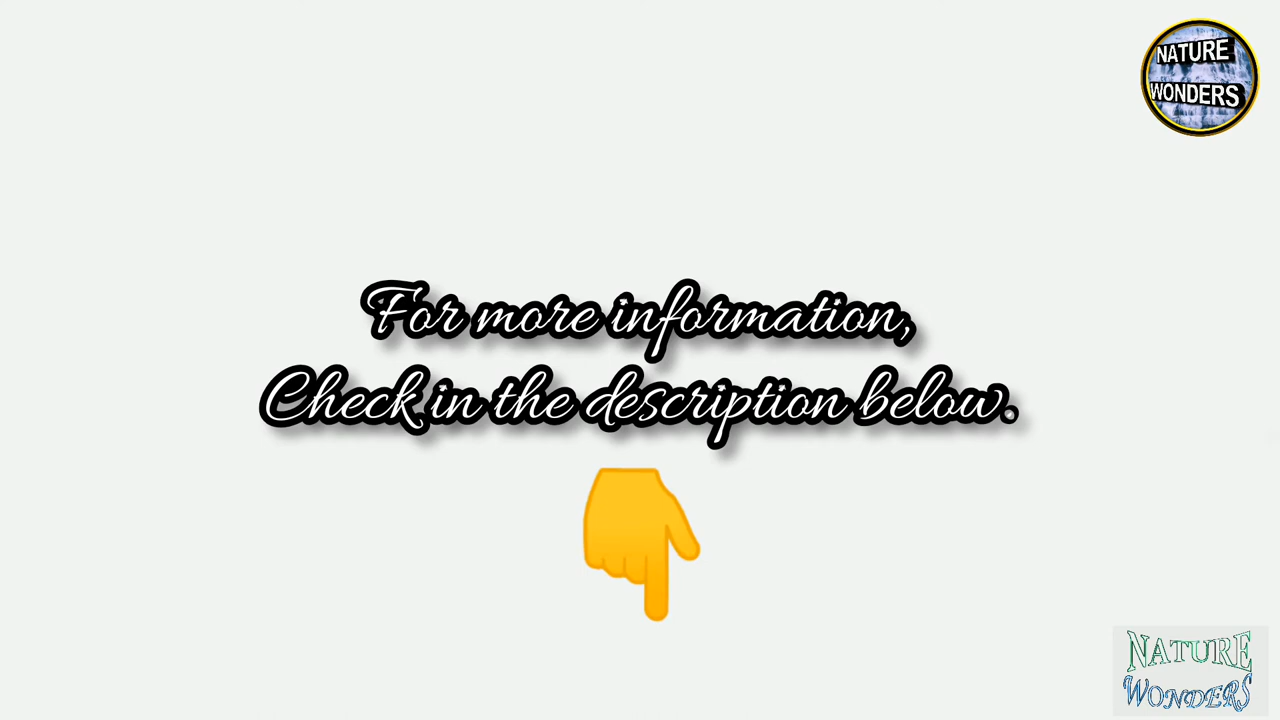 NATURE
WONDERS
For more information,
Check in the description below.
NATURE
WONDERS